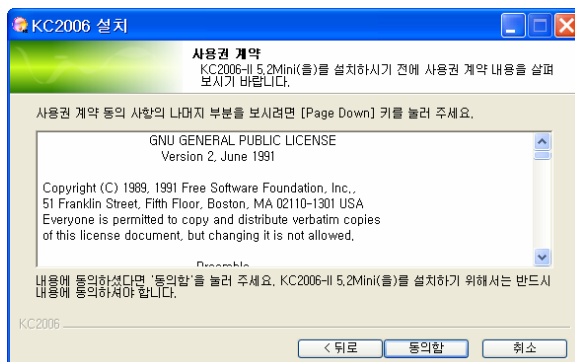 KC2006 설치
사용권 계약
KC2006-II 5,2Mini(을)를 설치하시기 전에 사용권 계약 내용을 살펴
보시기 바랍니다.
사용권 계약 동의 사항의 나머지 부분을 보시려면 [Page Down] 키를 눌러 주세요.
GNU GENERAL PUBLIC LICENSE
Version 2, June 1991
Copyright (C) 1989, 1991 Free Software Foundation, Inc.,
51 Franklin Street, Fifth Floor, Boston, MA 02110-1301 USA
Everyone is permitted to copy and distribute verbatim copies
of this license document, but changing it is not allowed.
Preamble
내용에 동의하셨다면 '동의함'을 눌러 주세요. KC2006-II 5,2Mini(을)를 설치하기 위해서는 반드시
내용에 동의하셔야 합니다.
KC2006
< 뒤로
동의함
취소